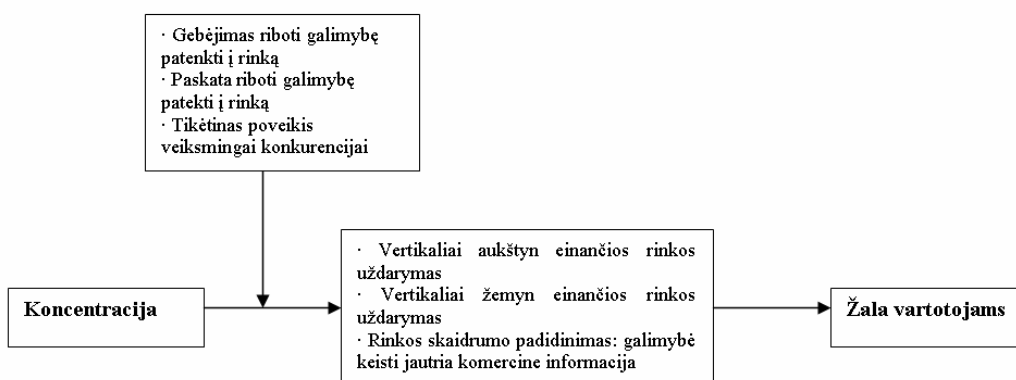 · Gebėjimas riboti galimybę
patenkti į rinką
· Paskata riboti galimybę
patekti į rinką
· Tikėtinas poveikis
veiksmingai konkurencijai
Koncentracija
· Vertikaliai aukštyn einančios rinkos
uždarymas
· Vertikaliai žemyn einančios rinkos
uždarymas
· Rinkos skaidrumo padidinimas: galimybė
keisti jautria komercine informacija
Žala vartotojams